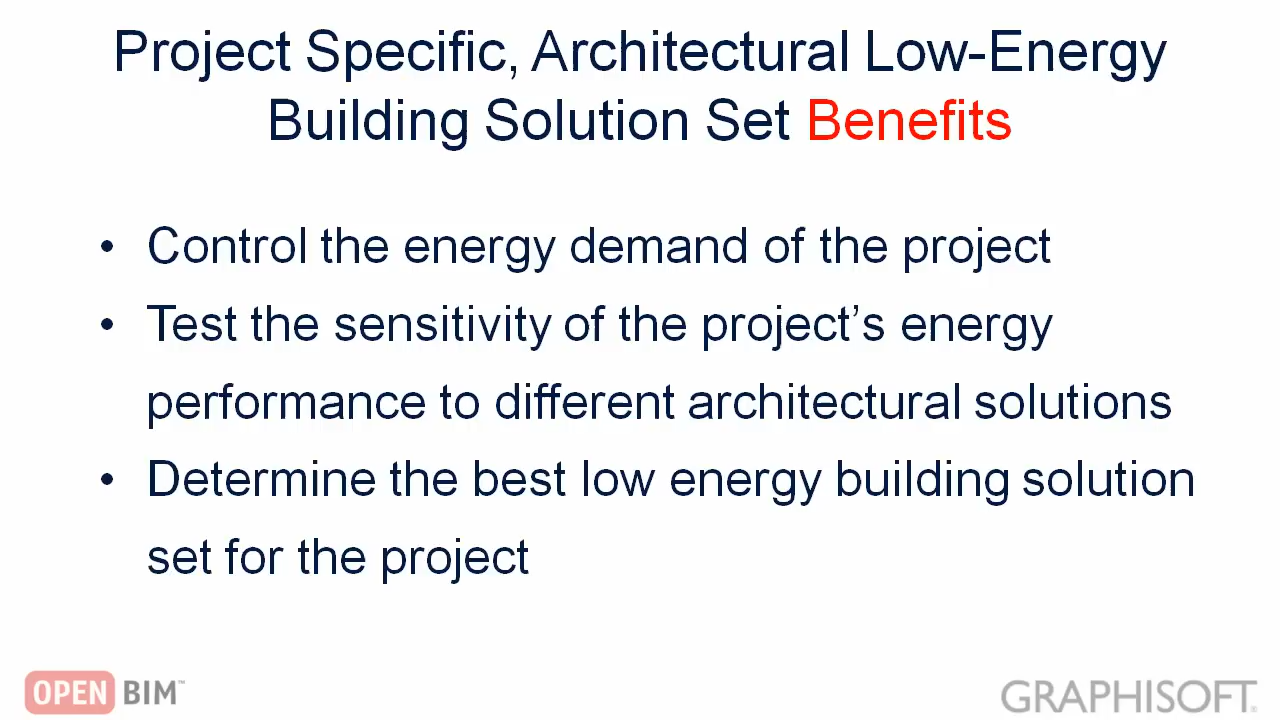 Project Specific, Architectural Low-Energy
Building Solution Set Benefits
• Control the energy demand of the project
• Test the sensitivity of the project’s energy
performance to different architectural solutions
• Determine the best low energy building solution
set for the project
OPEN BIM™
GRAPHISOFT®